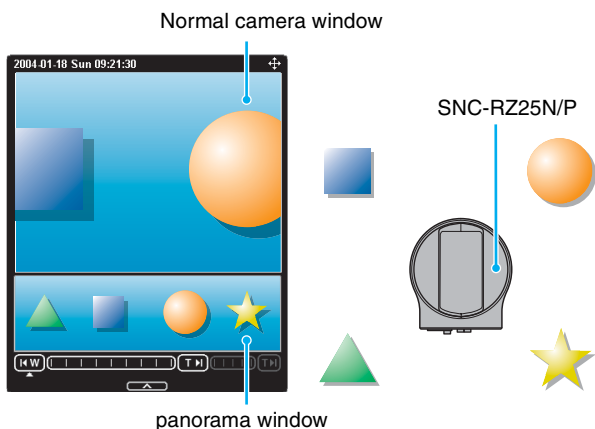 Normal camera window
2004-01-18 Sun 09:21:30
SNC-RZ25N/P
W
T
T
panorama window